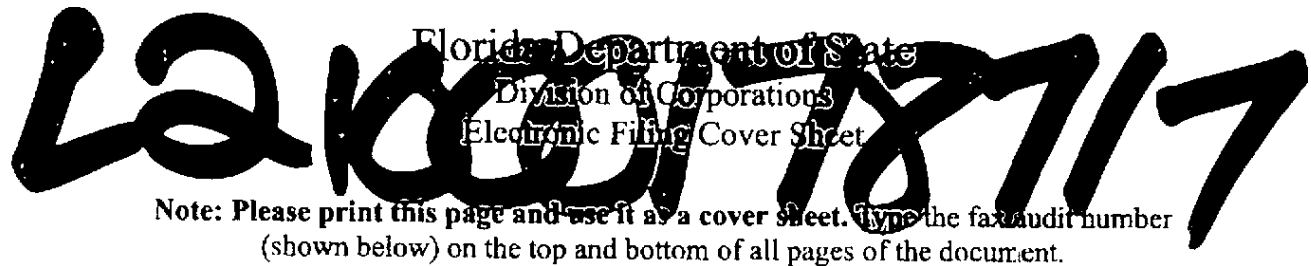 L21000178717
Florida Department of State
Division of Corporations
Electronic Filing Cover Sheet
Note: Please print this page and use it as a cover sheet. Type the fax audit number
(shown below) on the top and bottom of all pages of the document.